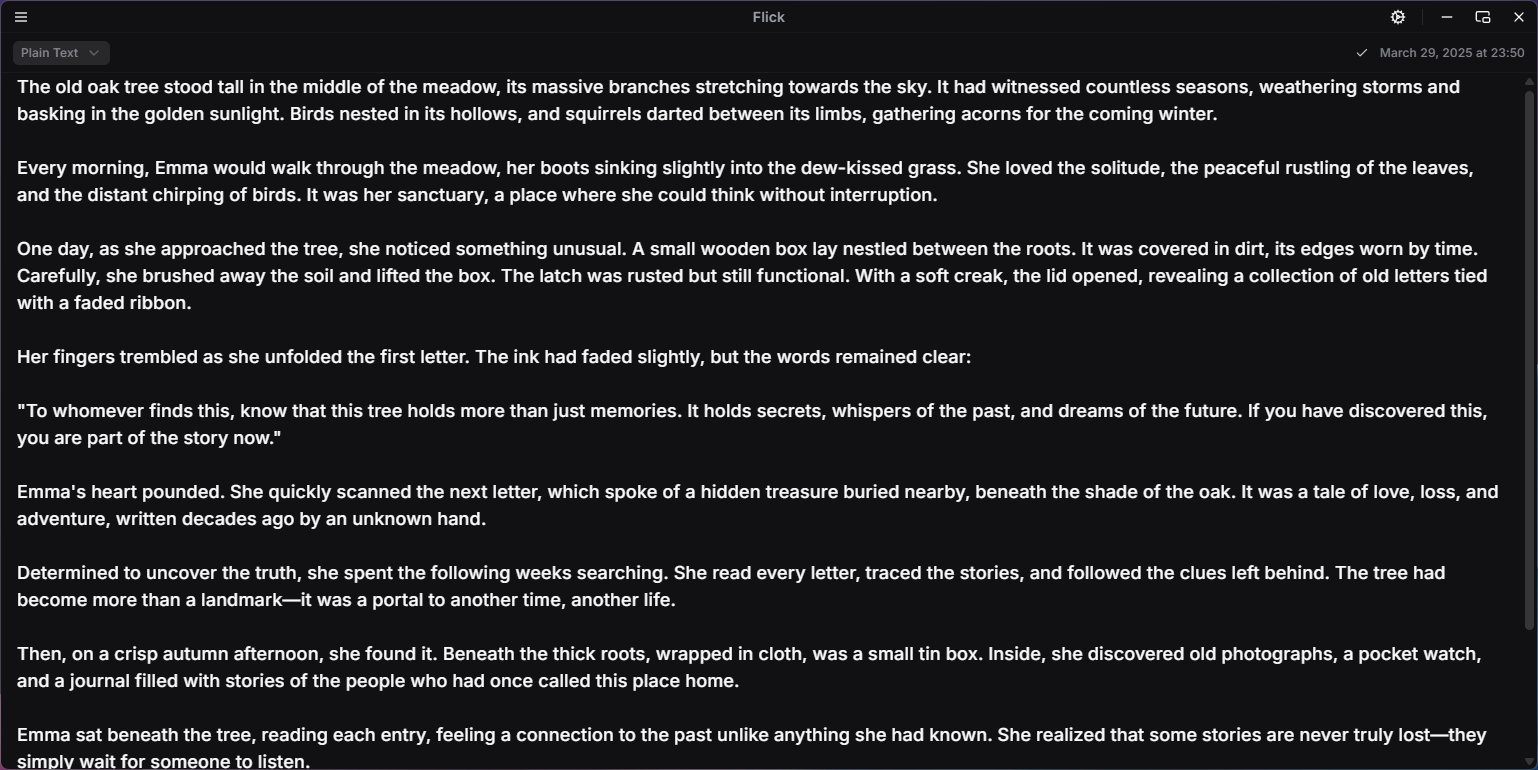 Flick
Plain Text
March 29, 2025 at 23:50
The old oak tree stood tall in the middle of the meadow, its massive branches stretching towards the sky. It had witnessed countless seasons, weathering storms and
basking in the golden sunlight. Birds nested in its hollows, and squirrels darted between its limbs, gathering acorns for the coming winter.
Every morning, Emma would walk through the meadow, her boots sinking slightly into the dew-kissed grass. She loved the solitude, the peaceful rustling of the leaves,
and the distant chirping of birds. It was her sanctuary, a place where she could think without interruption.
One day, as she approached the tree, she noticed something unusual. A small wooden box lay nestled between the roots. It was covered in dirt, its edges worn by time.
Carefully, she brushed away the soil and lifted the box. The latch was rusted but still functional. With a soft creak, the lid opened, revealing a collection of old letters tied
with a faded ribbon.
Her fingers trembled as she unfolded the first letter. The ink had faded slightly, but the words remained clear:
"To whomever finds this, know that this tree holds more than just memories. It holds secrets, whispers of the past, and dreams of the future. If you have discovered this,
you are part of the story now."
Emma's heart pounded. She quickly scanned the next letter, which spoke of a hidden treasure buried nearby, beneath the shade of the oak. It was a tale of love, loss, and
adventure, written decades ago by an unknown hand.
Determined to uncover the truth, she spent the following weeks searching. She read every letter, traced the stories, and followed the clues left behind. The tree had
become more than a landmark—it was a portal to another time, another life.
Then, on a crisp autumn afternoon, she found it. Beneath the thick roots, wrapped in cloth, was a small tin box. Inside, she discovered old photographs, a pocket watch,
and a journal filled with stories of the people who had once called this place home.
Emma sat beneath the tree, reading each entry, feeling a connection to the past unlike anything she had known. She realized that some stories are never truly lost—they
simply wait for someone to listen.